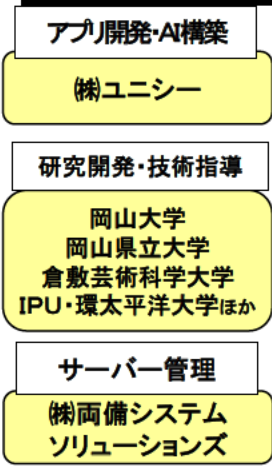 アプリ開発・AI構築
㈱ユニシー
研究開発・技術指導
岡山大学
岡山県立大学
倉敷芸術科学大学
IPU・環太平洋大学ほか
サーバー管理
㈱両備システム
ソリューションズ